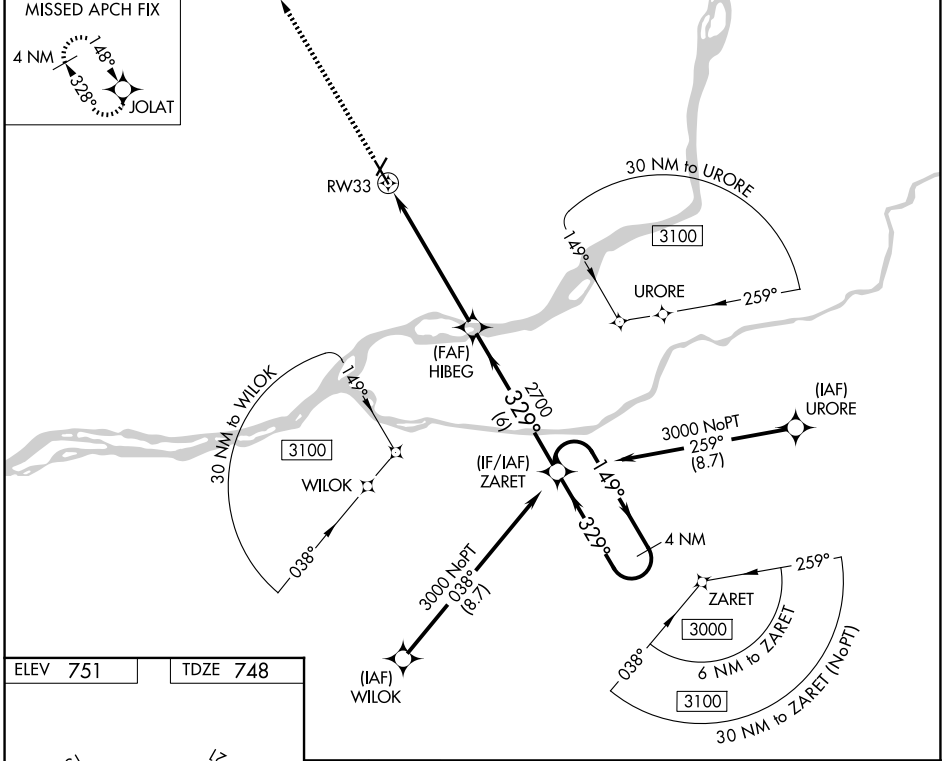 MISSED APCH FIX
4 NM
148°
328°
JOLAT
RW33
30 NM to URORE
3100
149°
URORE
259°
(FAF)
HIBEG
30 NM to WILOK
149°
3100
WILOK
038°
2700
329°
(6)
(IAF)
URORE
3000 NoPT
259°
(8.7)
(IF/IAF)
ZARET
149°
329°
4 NM
3000 NoPT
038°
(8.7)
(IAF)
WILOK
259°
ZARET
3000
038°
6 NM to ZARET
3100
30 NM to ZARET (NoPT)
ELEV 751
TDZE 748